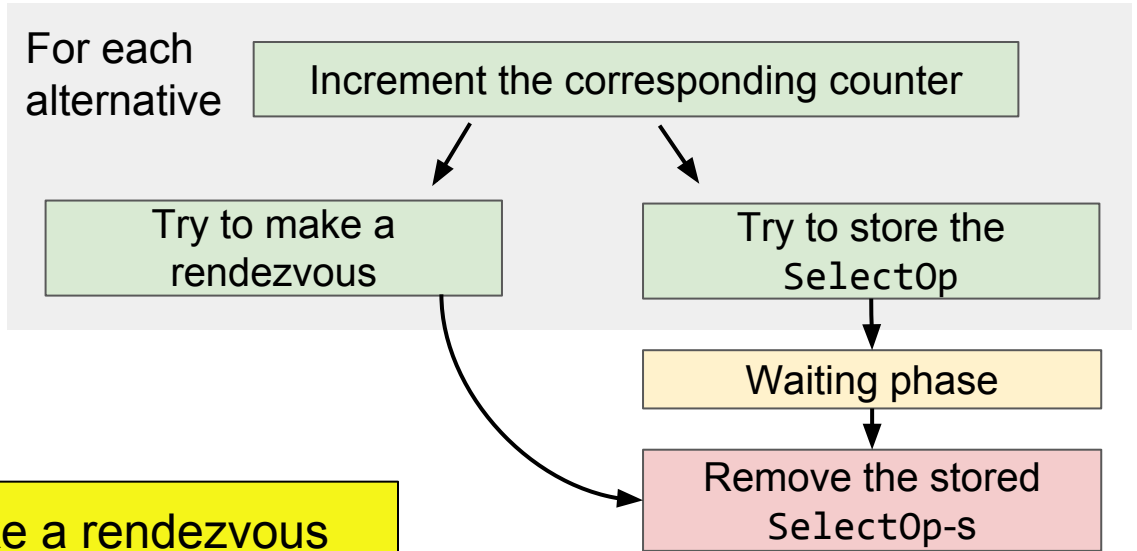 For each
alternative
Increment the corresponding counter
Try to make a
rendezvous
Try to store the
SelectOp
Waiting phase
Remove the stored
SelectOp-s
a rendezvous